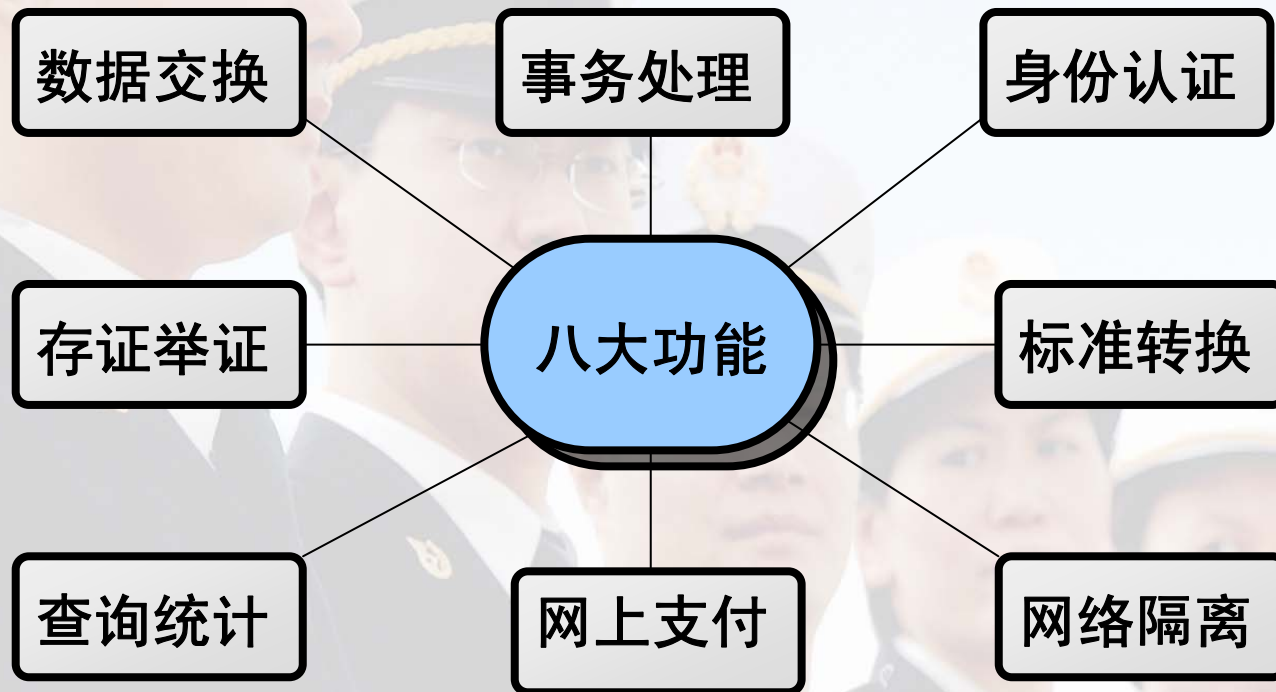 数据交换
事务处理
身份认证
存证举证
八大功能
标准转换
查询统计
网上支付
网络隔离